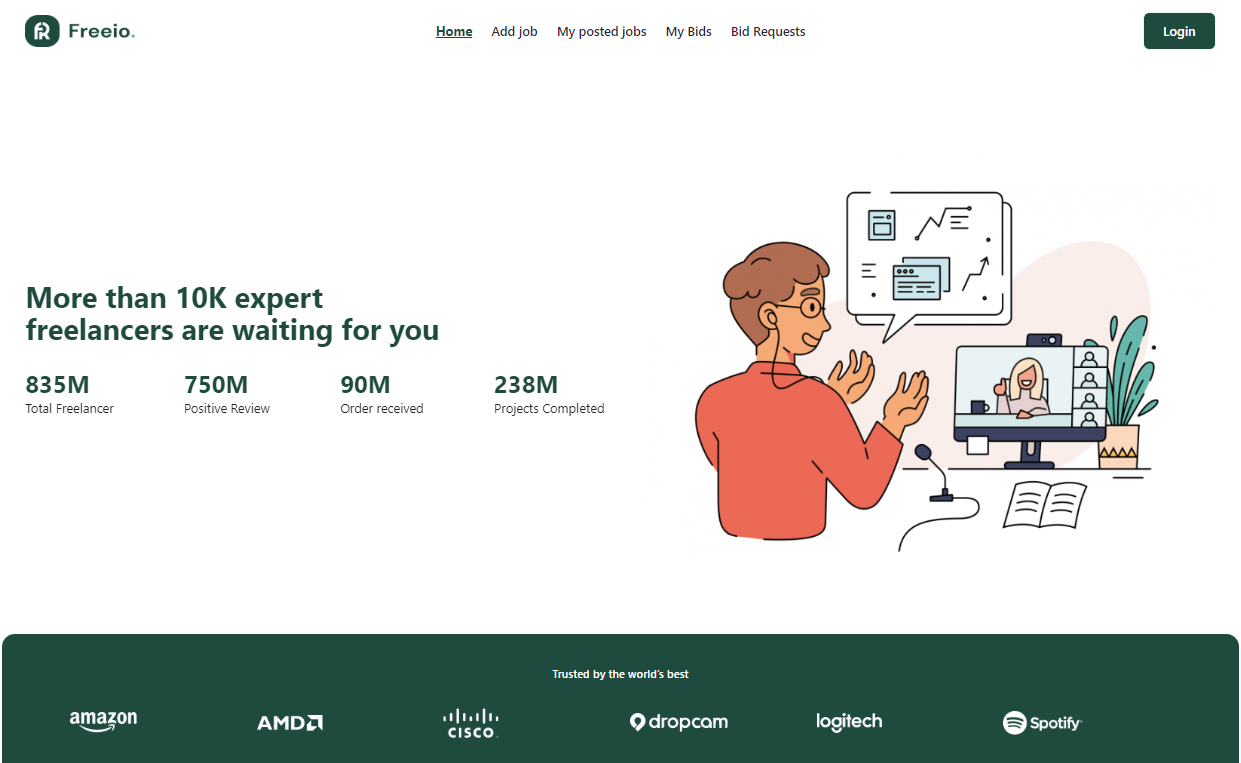 Freeio.
Home Add job My posted jobs My Bids Bid Requests
Login
More than 10K expert
freelancers are waiting for you
835M 750M 90M 238M
Total Freelancer Positive Review Order received Projects Completed
Trusted by the world's best
amazon AMD CISCO dropcam logitech Spotify